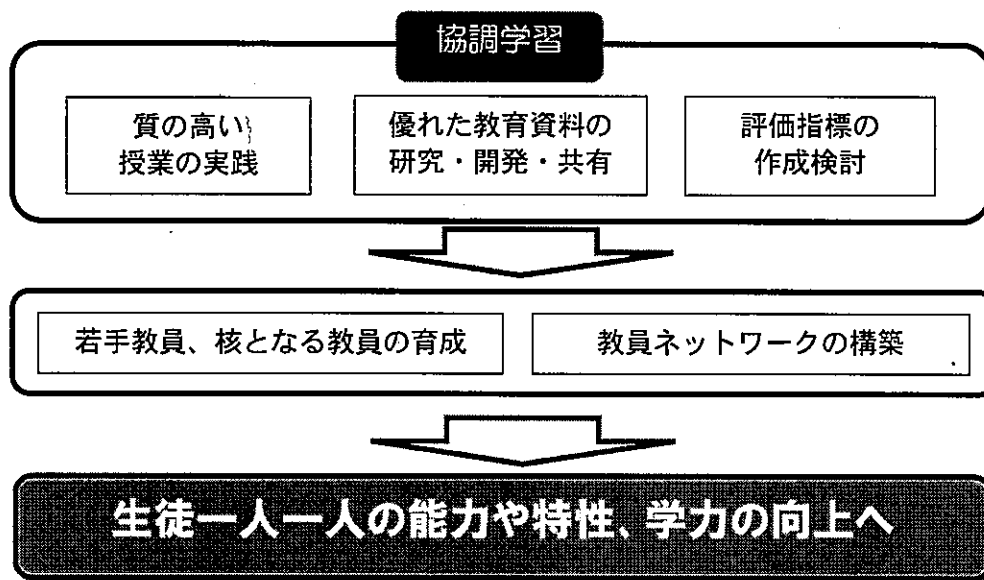 協調学習
質の高い
授業の実践
優れた教育資料の
研究・開発・共有
評価指標の
作成検討
若手教員、核となる教員の育成
教員ネットワークの構築
生徒一人一人の能力や特性、学力の向上へ